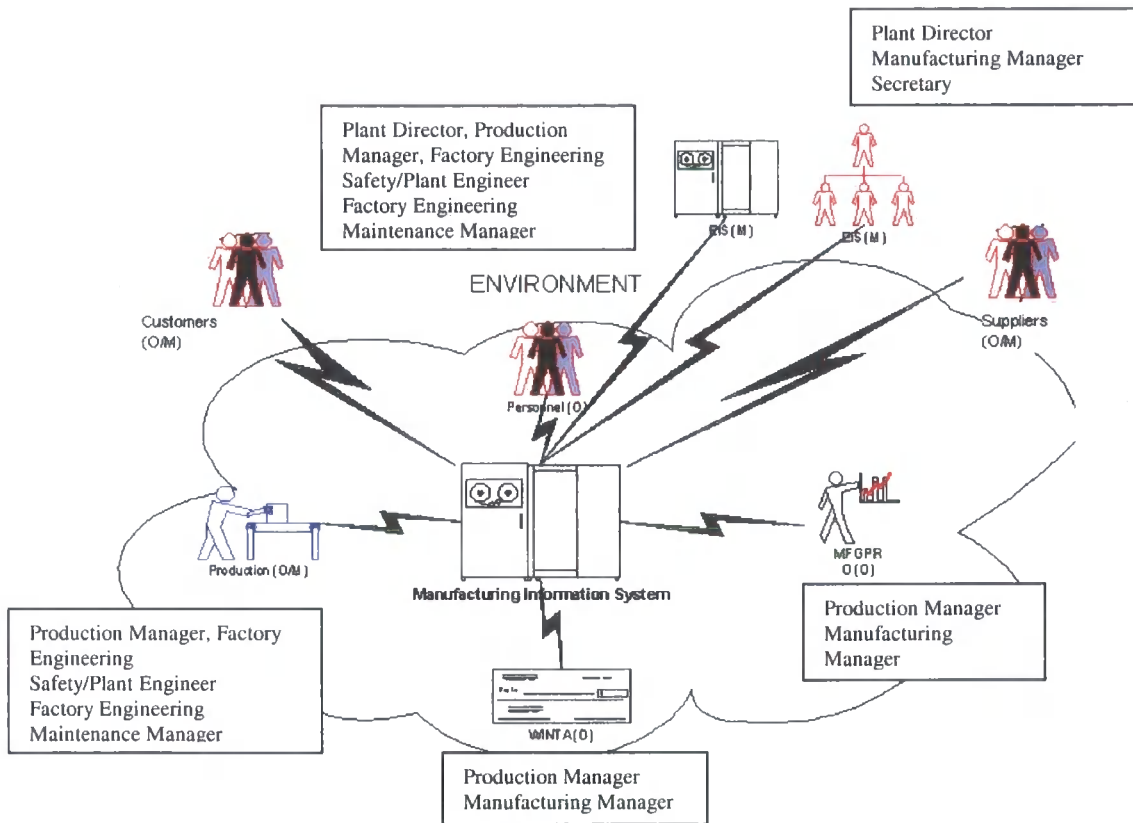 Plant Director
Manufacturing Manager
Secretary
Plant Director, Production
Manager, Factory Engineering
Safety/Plant Engineer
Factory Engineering
Maintenance Manager
EIS(M)
EIS(M)
ENVIRONMENT
Customers
(O/M)
Suppliers
(O/M)
Personnel(O)
Production(O/M)
MFGPR
O(O)
Manufacturing Information System
Production Manager, Factory
Engineering
Safety/Plant Engineer
Factory Engineering
Maintenance Manager
Production Manager
Manufacturing
Manager
WINTA(O)
Production Manager
Manufacturing Manager